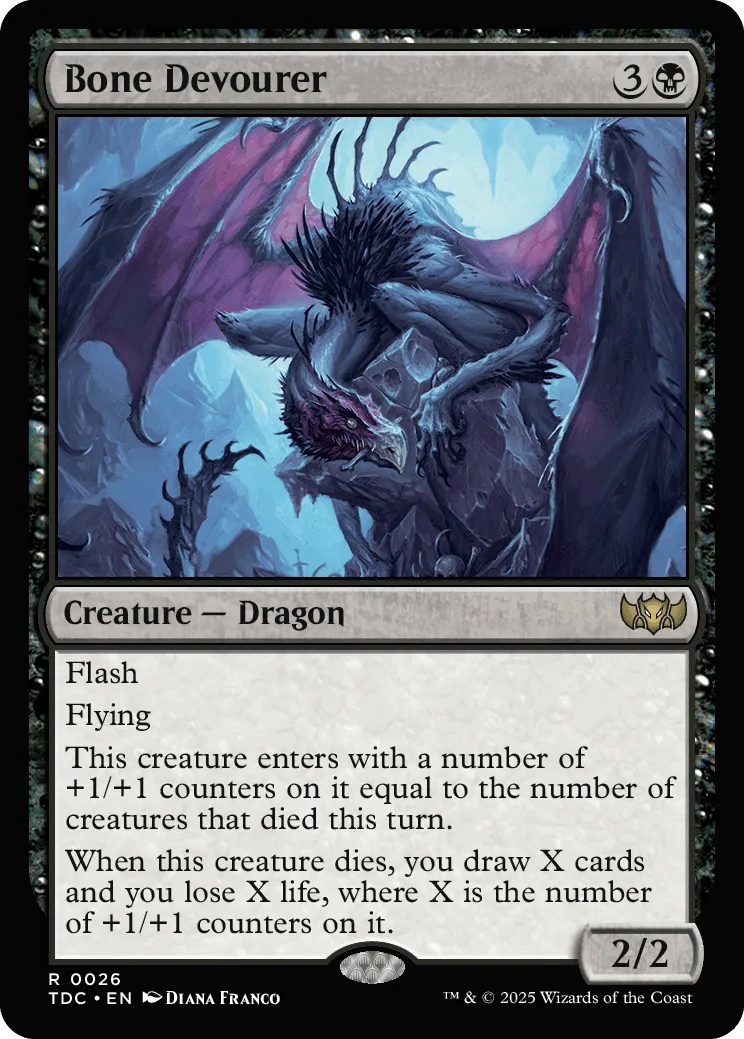 Bone Devourer 3
Creature — Dragon
Flash
Flying
This creature enters with a number of
+1/+1 counters on it equal to the number of
creatures that died this turn.
When this creature dies, you draw X cards
and you lose X life, where X is the number
of +1/+1 counters on it.
2/2
R 0026
TDC • EN Diana Franco
™ & © 2025 Wizards of the Coast